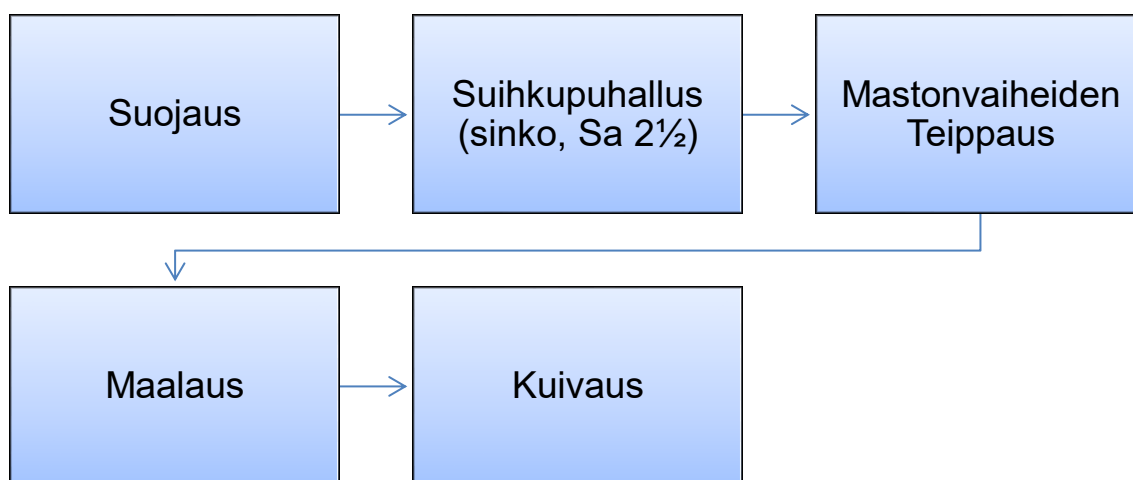 Suojaus
Suihkupuhallus
(sinko, Sa 2½)
Mastonvaiheiden
Teippaus
Maalaus
Kuivaus